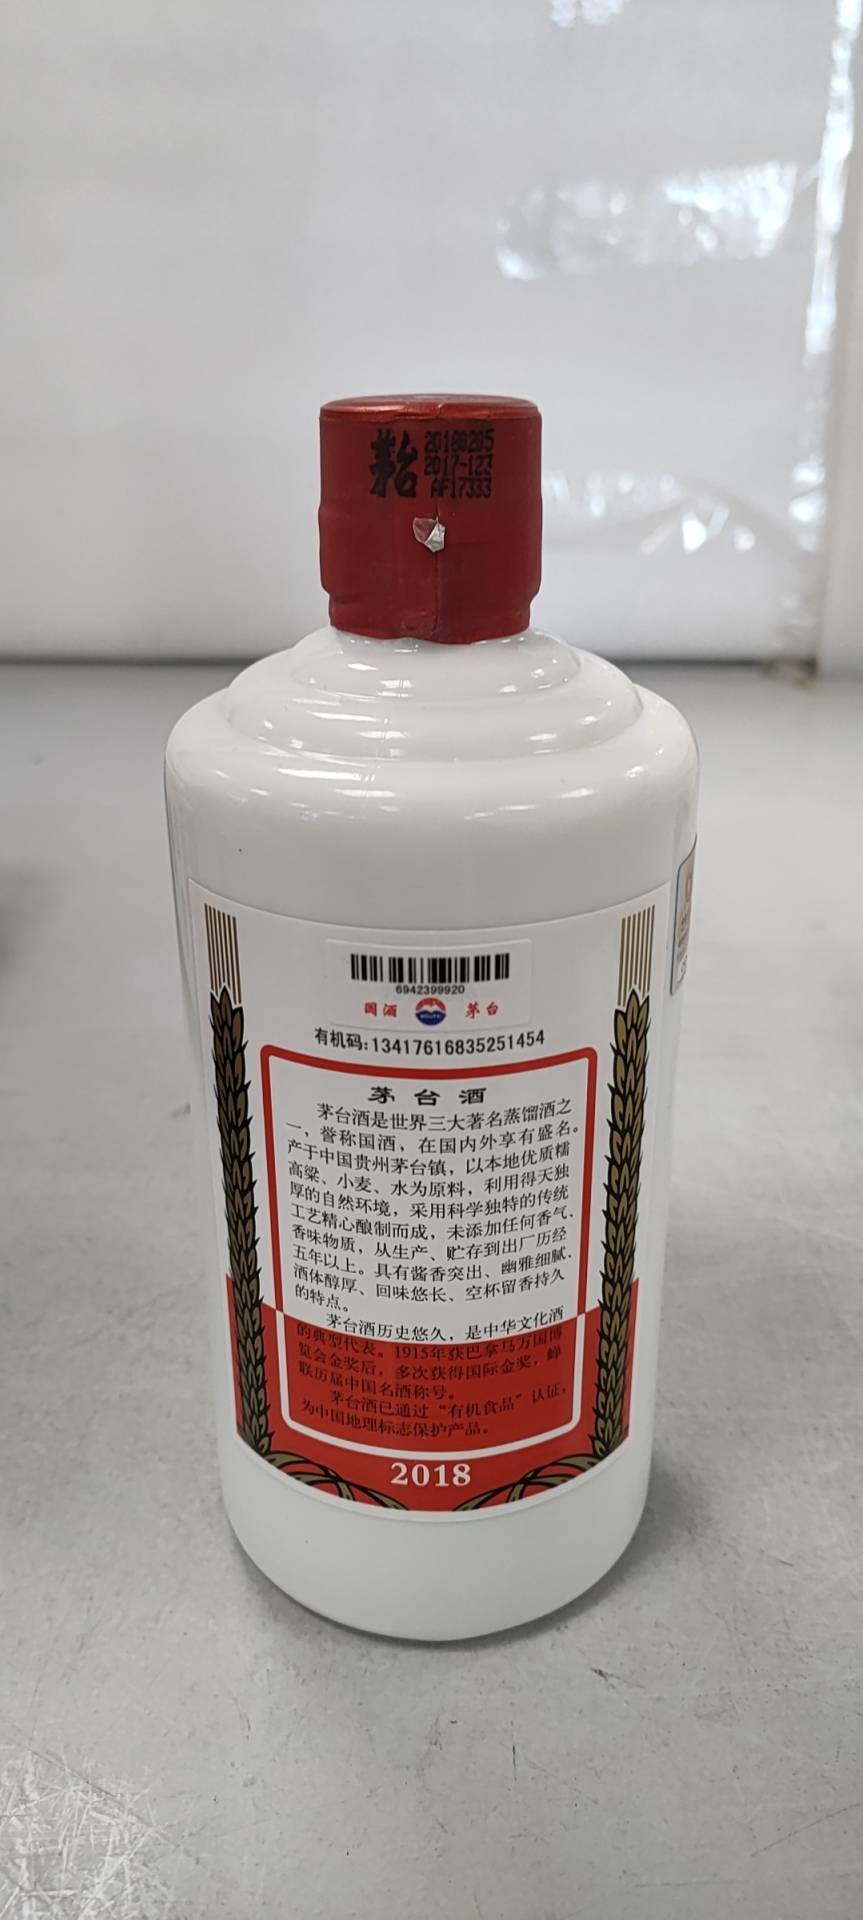 茅台
20180205
2017-123
AF17333
6942399920
国酒 茅台
有机码:13417616835251454
茅台酒
茅台酒是世界三大著名蒸馏酒之
一，誉称国酒，在国内外享有盛名。
产于中国贵州茅台镇，以本地优质糯
高粱、小麦、水为原料，利用得天独
厚的自然环境，采用科学独特的传统
工艺精心酿制而成，未添加任何香气、
香味物质，从生产、贮存到出厂历经
五年以上。具有酱香突出、幽雅细腻、
酒体醇厚、回味悠长、空杯留香持久
的特点。
茅台酒历史悠久，是中华文化酒
的典型代表。1915年获巴拿马万国博
览会金奖后，多次获得国际金奖，蝉
联历届中国名酒称号。
茅台酒已通过“有机食品”认证，
为中国地理标志保护产品。
2018